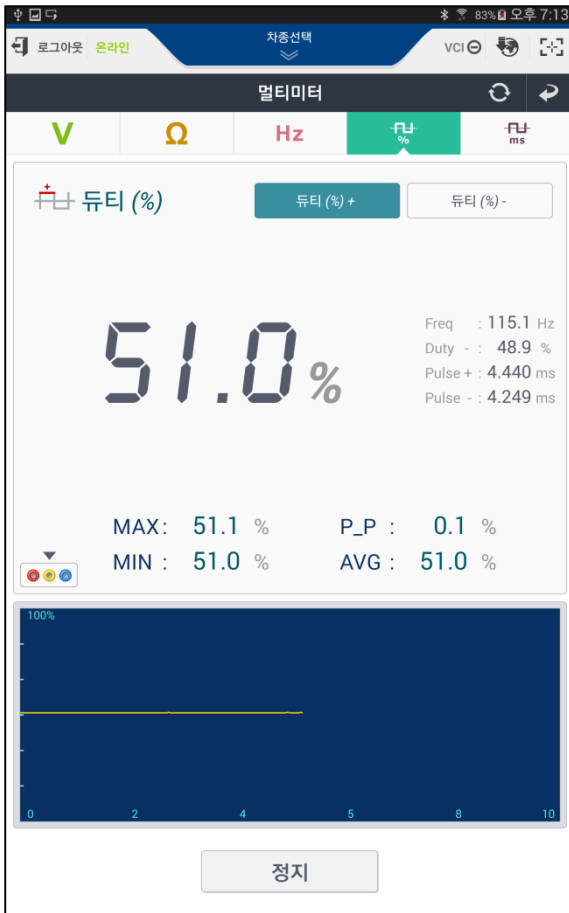 83% 오후 7:13
로그아웃 온라인 차종선택 VCI
멀티미터
V Ω Hz % ms
듀티 (%) 듀티 (%) + 듀티 (%) -
51.0 %
Freq : 115.1 Hz
Duty - : 48.9 %
Pulse + : 4.440 ms
Pulse - : 4.249 ms
MAX : 51.1 % P_P : 0.1 %
MIN : 51.0 % AVG : 51.0 %
100%
0 2 4 5 8 10
정지